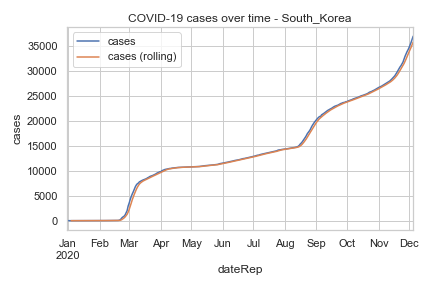 COVID-19 cases over time - South_Korea
cases
cases (rolling)
cases
35000
30000
25000
20000
15000
10000
5000
0
Jan Feb Mar Apr May Jun Jul Aug Sep Oct Nov Dec
2020
dateRep